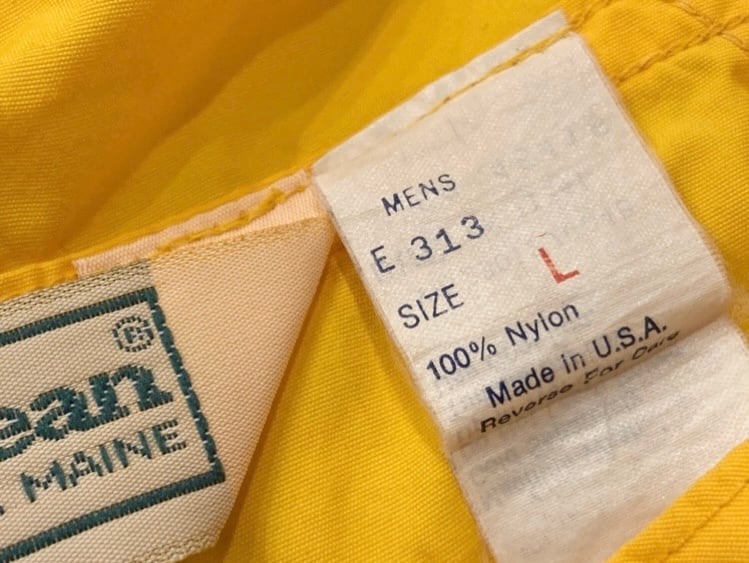 MENS
E 313
SIZE L
100% Nylon
Made in U.S.A.
Reverse For Care
®
ean
MAINE